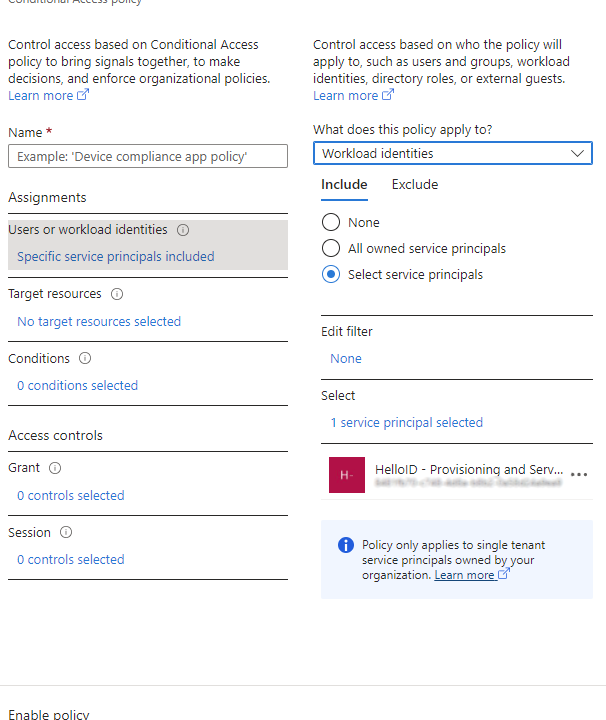 Conditional Access policy
Control access based on Conditional Access
policy to bring signals together, to make
decisions, and enforce organizational policies.
Learn more
Name *
Example: 'Device compliance app policy'
Assignments
Users or workload identities
Specific service principals included
Target resources
No target resources selected
Conditions
0 conditions selected
Access controls
Grant
0 controls selected
Session
0 controls selected
Control access based on who the policy will
apply to, such as users and groups, workload
identities, directory roles, or external guests.
Learn more
What does this policy apply to?
Workload identities
Include Exclude
None
All owned service principals
Select service principals
Edit filter
None
Select
1 service principal selected
H-
HelloID - Provisioning and Serv...
Policy only applies to single tenant
service principals owned by your
organization. Learn more
Enable policy